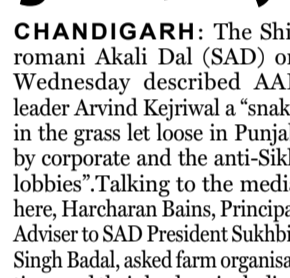 CHANDIGARH: The Shi
romani Akali Dal (SAD) o
Wednesday described AA
leader Arvind Kejriwal a “snak
in the grass let loose in Punja
by corporate and the anti-Sik
lobbies”.Talking to the medi
here, Harcharan Bains, Principa
Adviser to SAD President Sukhbi
Singh Badal, asked farm organisa